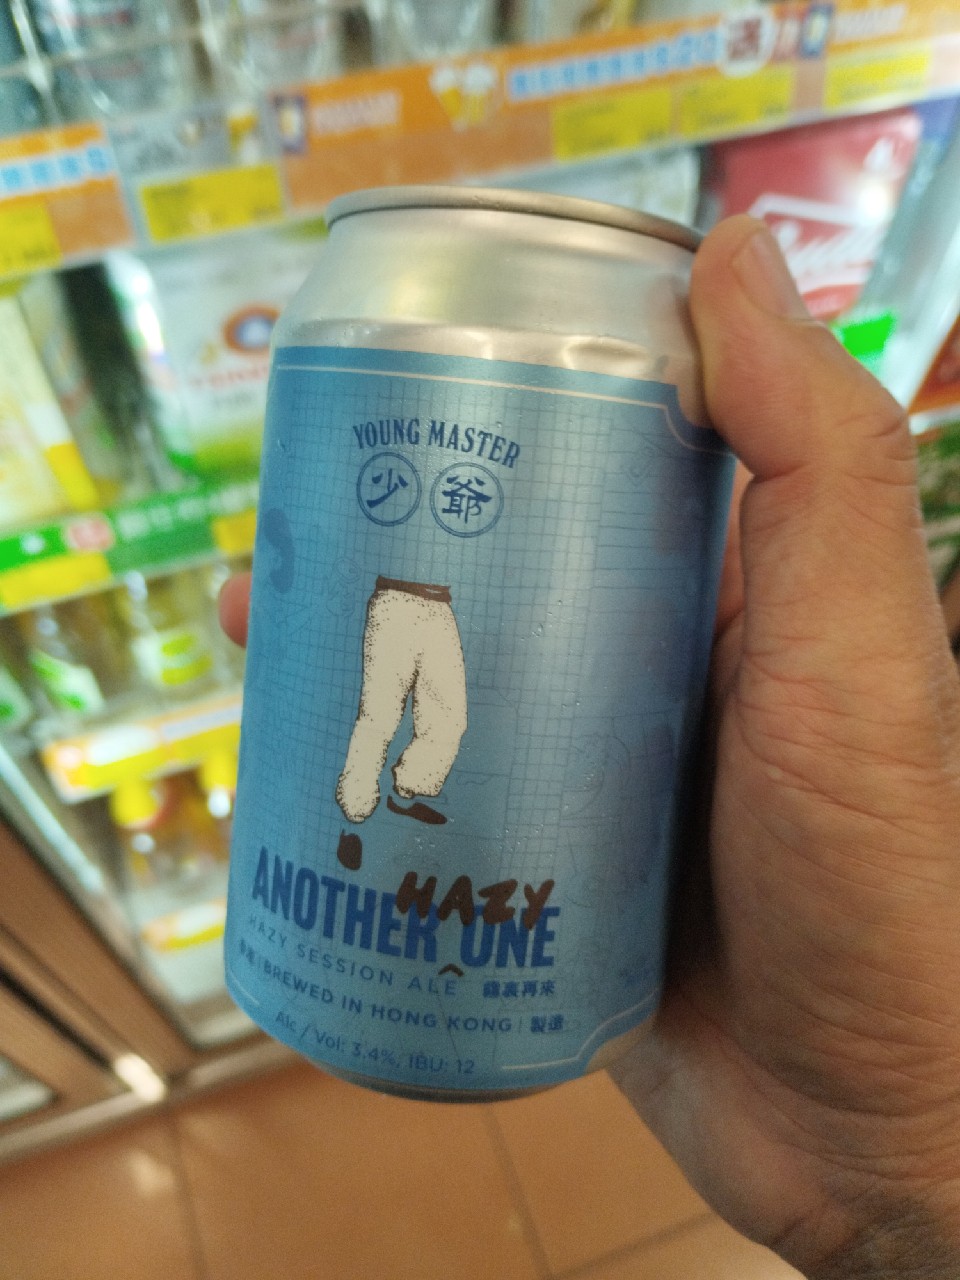 YOUNG MASTER
少爺
HAZY
ANOTHER ^ ONE
HAZY SESSION ALE 霧裏再來
香港 | BREWED IN HONG KONG | 製造
Alc / Vol: 3.4%, IBU: 12